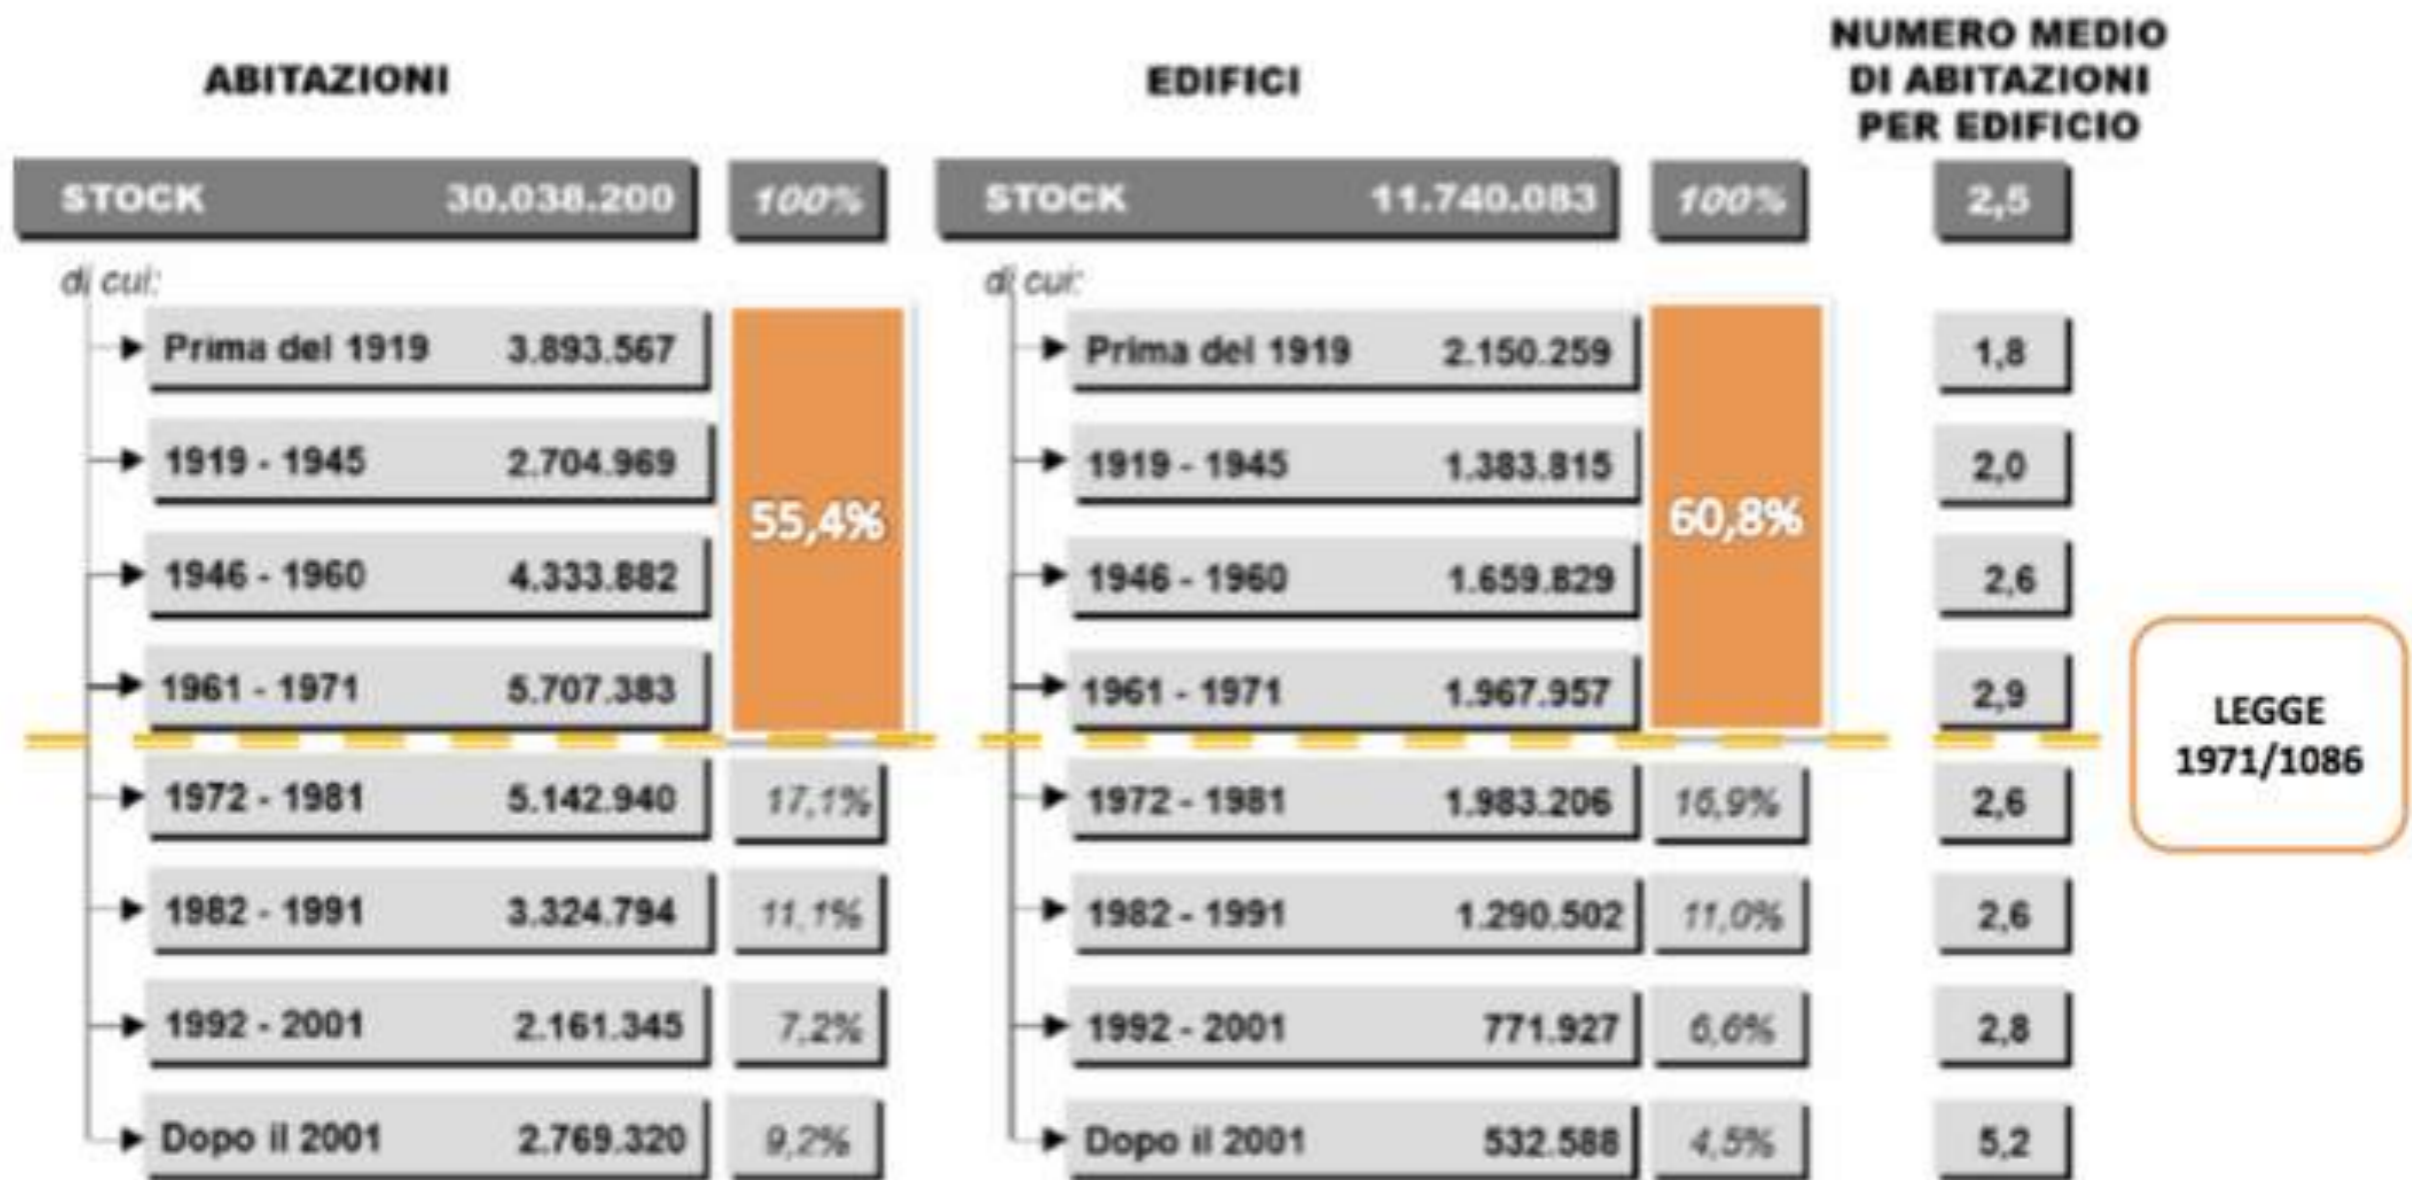 NUMERO MEDIO
DI ABITAZIONI
PER EDIFICIO
ABITAZIONI
EDIFICI
STOCK 30.038.200 100% STOCK 11.740.083 100% 2,5
di cui: di cui:
Prima del 1919 3.893.567 Prima del 1919 2.150.259 1,8
1919 - 1945 2.704.969 1919 - 1945 1.383.815 2,0
55,4% 60,8%
1946 - 1960 4.333.882 1946 - 1960 1.659.829 2,6
1961 - 1971 5.707.383 1961 - 1971 1.967.957 2,9
LEGGE
1971/1086
1972 - 1981 5.142.940 17,1% 1972 - 1981 1.983.206 16,9% 2,6
1982 - 1991 3.324.794 11,1% 1982 - 1991 1.290.502 11,0% 2,6
1992 - 2001 2.161.345 7,2% 1992 - 2001 771.927 6,6% 2,8
Dopo il 2001 2.769.320 9,2% Dopo il 2001 532.588 4,5% 5,2